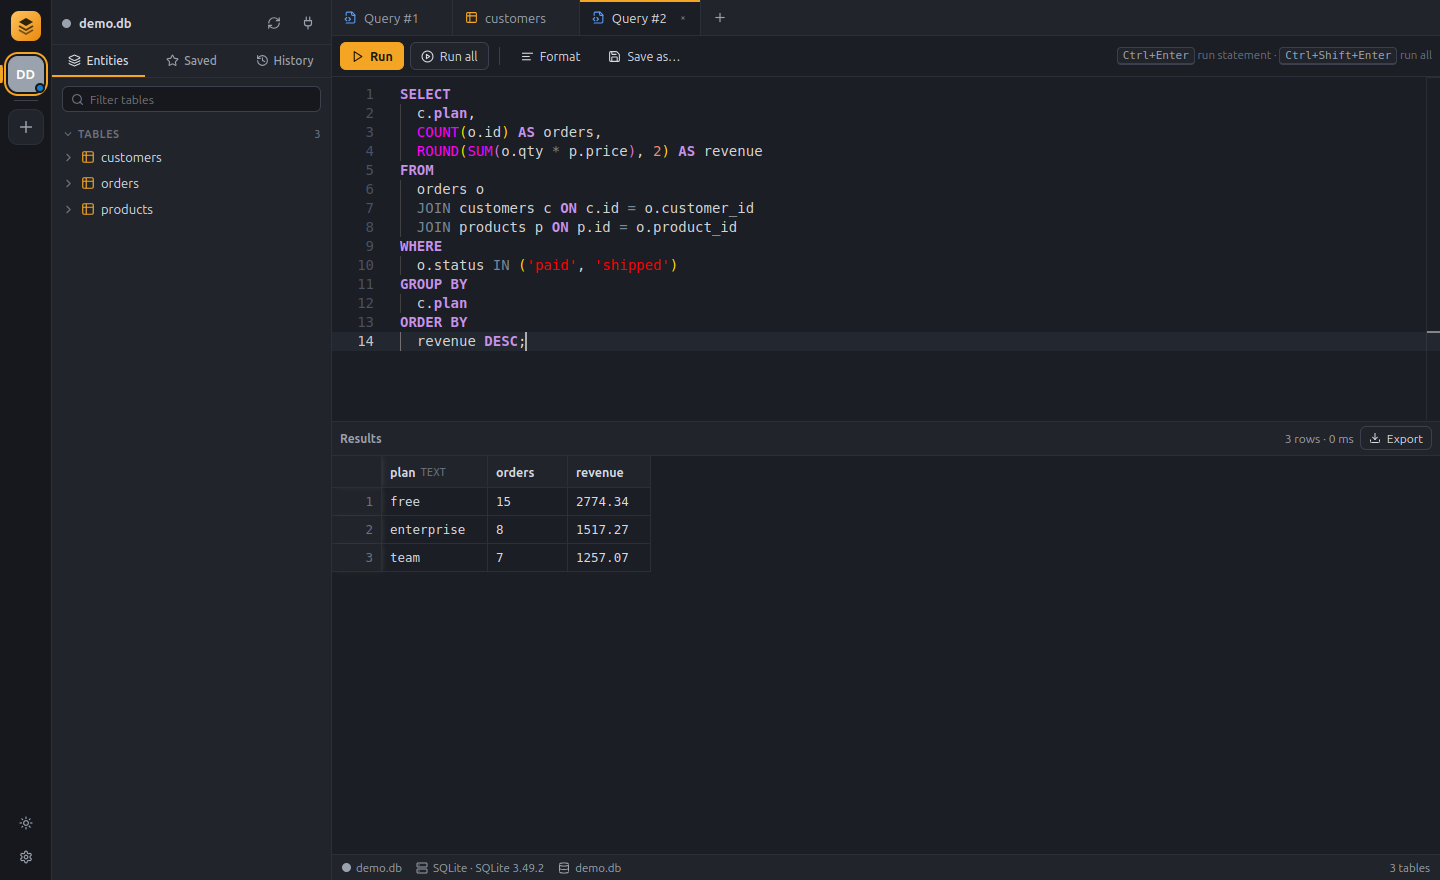 demo.db
Query #1
customers
Query #2
DD
Entities
Saved
History
Run
Run all
Format
Save as...
Ctrl+Enter run statement · Ctrl+Shift+Enter run all
Filter tables
TABLES 3
customers
orders
products
1 SELECT
2 c.plan,
3 COUNT(o.id) AS orders,
4 ROUND(SUM(o.qty * p.price), 2) AS revenue
5 FROM
6 orders o
7 JOIN customers c ON c.id = o.customer_id
8 JOIN products p ON p.id = o.product_id
9 WHERE
10 o.status IN ('paid', 'shipped')
11 GROUP BY
12 c.plan
13 ORDER BY
14 revenue DESC;
Results
3 rows · 0 ms
Export
plan TEXT orders revenue
1 free 15 2774.34
2 enterprise 8 1517.27
3 team 7 1257.07
demo.db
SQLite · SQLite 3.49.2
demo.db
3 tables